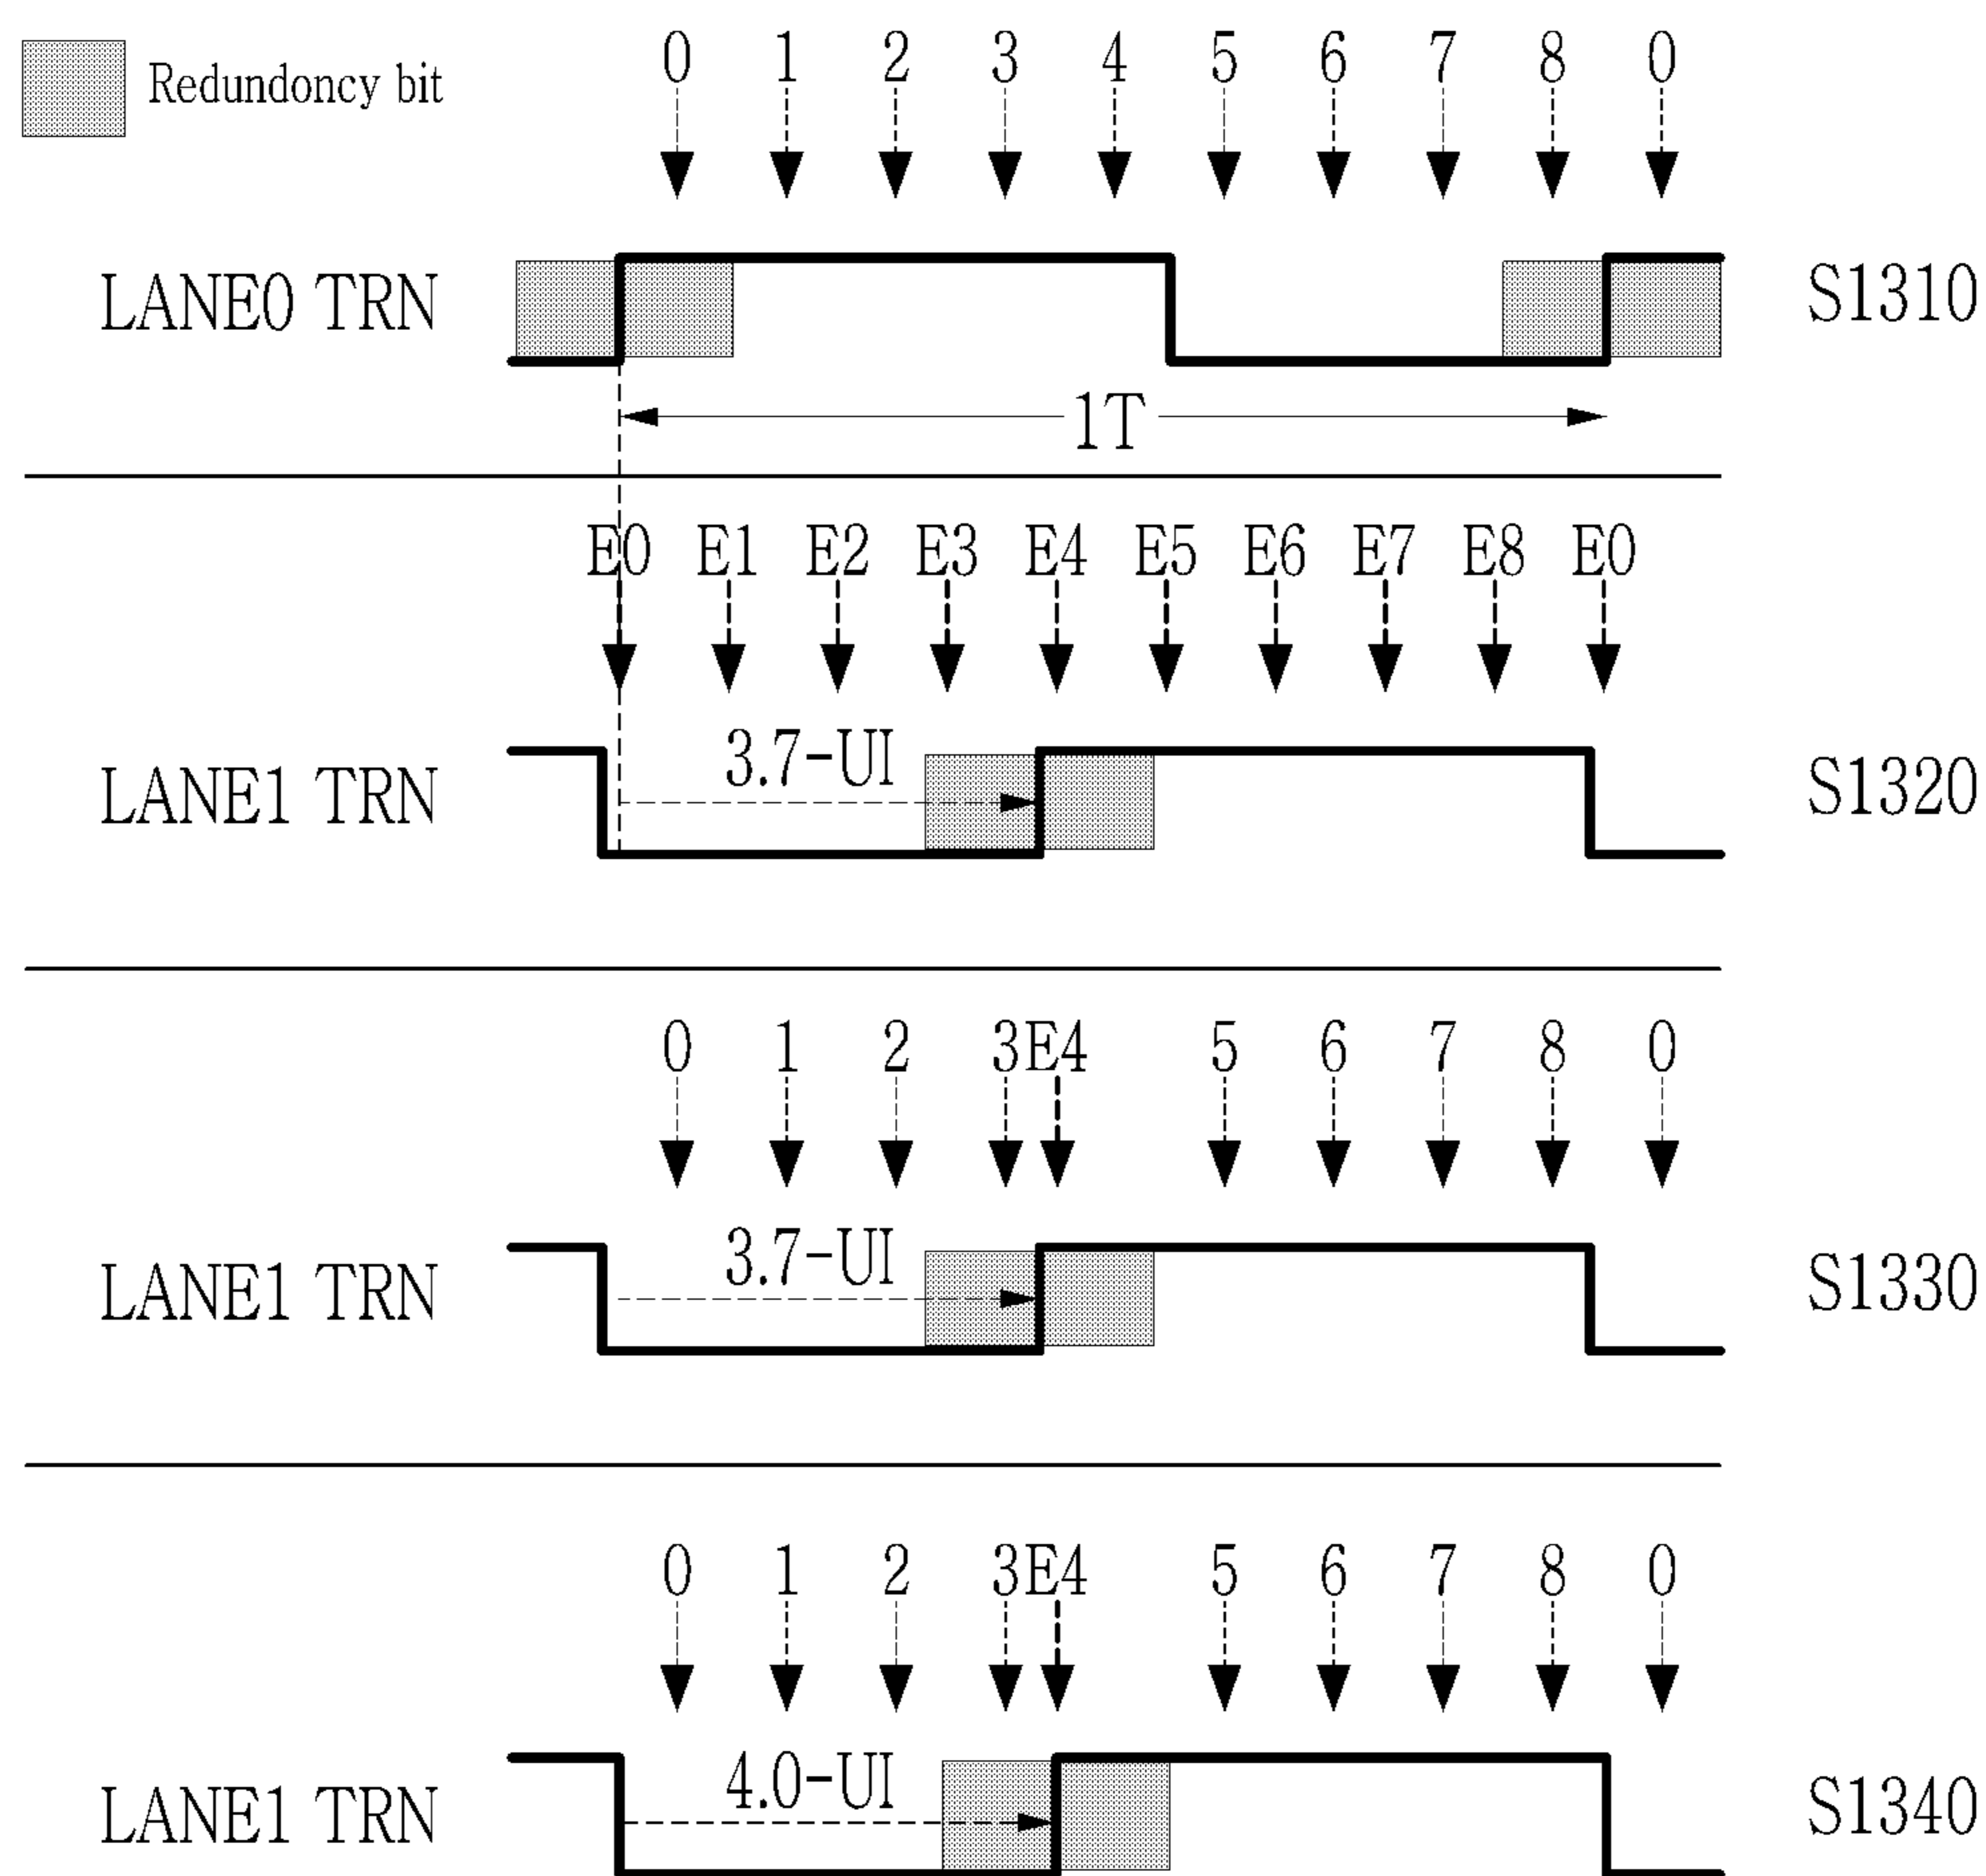 0 1 2 3 4 5 6 7 8 0
Redundoncy bit
LANE0 TRN S1310
1T
E0 E1 E2 E3 E4 E5 E6 E7 E8 E0
3.7-UI
LANE1 TRN S1320
0 1 2 3E4 5 6 7 8 0
3.7-UI
LANE1 TRN S1330
0 1 2 3E4 5 6 7 8 0
4.0-UI
LANE1 TRN S1340